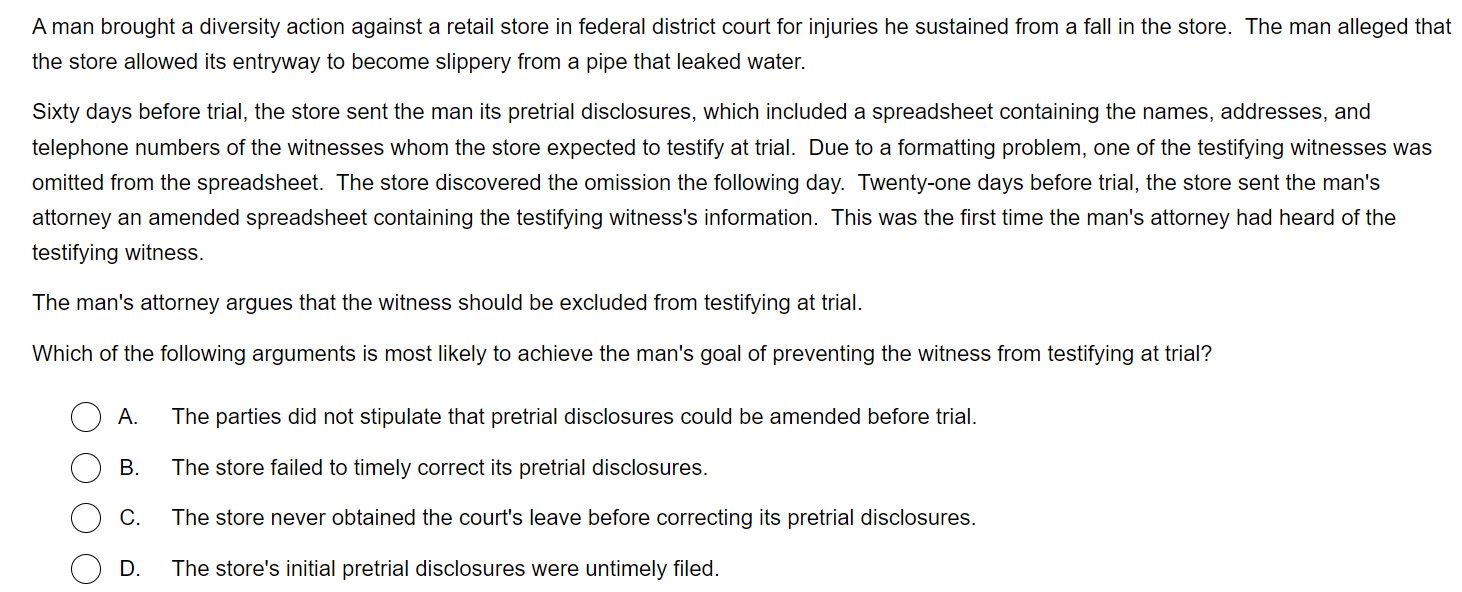 A man brought a diversity action against a retail store in federal district court for injuries he sustained from a fall in the store. The man alleged that
the store allowed its entryway to become slippery from a pipe that leaked water.
Sixty days before trial, the store sent the man its pretrial disclosures, which included a spreadsheet containing the names, addresses, and
telephone numbers of the witnesses whom the store expected to testify at trial. Due to a formatting problem, one of the testifying witnesses was
omitted from the spreadsheet. The store discovered the omission the following day. Twenty-one days before trial, the store sent the man's
attorney an amended spreadsheet containing the testifying witness's information. This was the first time the man's attorney had heard of the
testifying witness.
The man's attorney argues that the witness should be excluded from testifying at trial.
Which of the following arguments is most likely to achieve the man's goal of preventing the witness from testifying at trial?
A. The parties did not stipulate that pretrial disclosures could be amended before trial.
B. The store failed to timely correct its pretrial disclosures.
C. The store never obtained the court's leave before correcting its pretrial disclosures.
D. The store's initial pretrial disclosures were untimely filed.